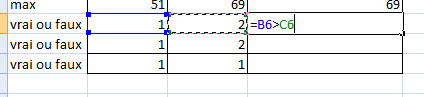 max 51 69 69
vrai ou faux 1 2 =B6>C6
vrai ou faux 1 2
vrai ou faux 1 1